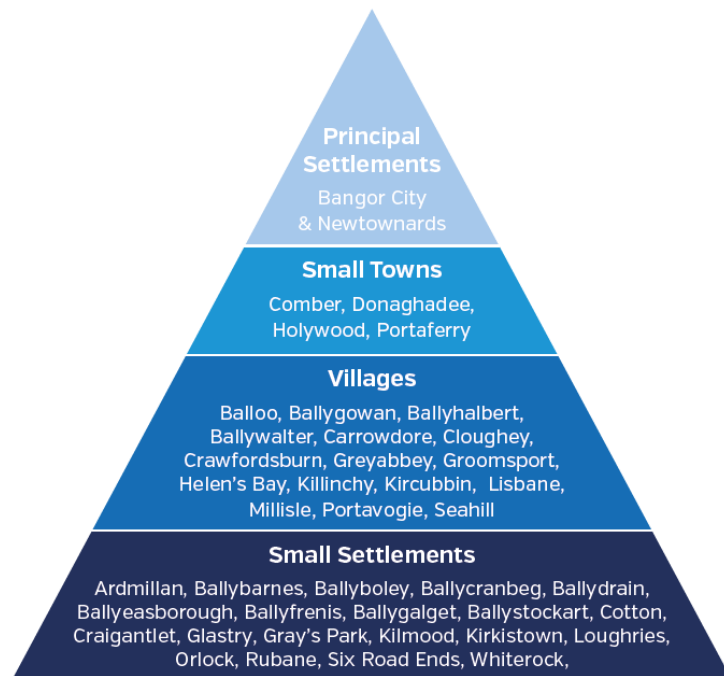 Principal
Settlements
Bangor City
& Newtownards
Small Towns
Comber, Donaghadee,
Holywood, Portaferry
Villages
Balloo, Ballygowan, Ballyhalbert,
Ballywalter, Carrowdore, Cloughey,
Crawfordsburn, Greyabbey, Groomsport,
Helen's Bay, Killinchy, Kircubbin, Lisbane,
Millisle, Portavogie, Seahill
Small Settlements
Ardmillan, Ballybarnes, Ballyboley, Ballycranbeg, Ballydrain,
Ballyeasborough, Ballyfrenis, Ballygalget, Ballystockart, Cotton,
Craigantlet, Glastry, Gray's Park, Kilmood, Kirkistown, Loughries,
Orlock, Rubane, Six Road Ends, Whiterock,